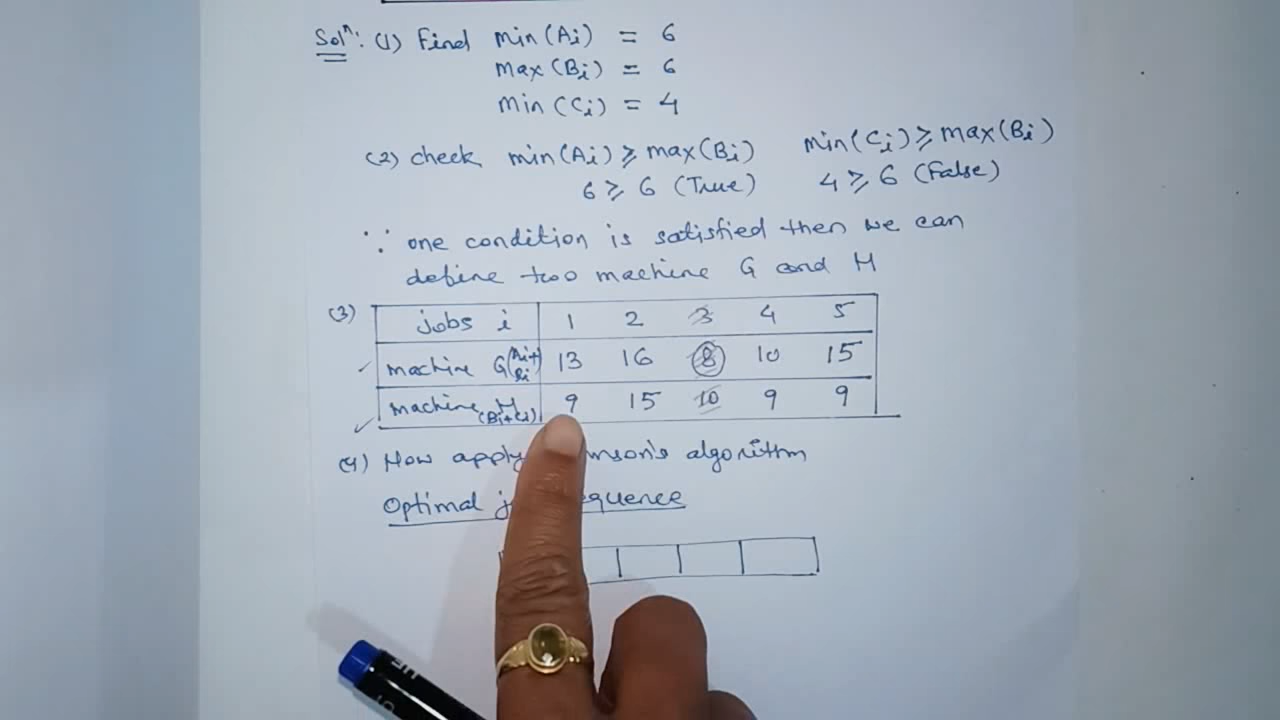 Solⁿ: (1) Find min(Ai) = 6
max(Bi) = 6
min(Ci) = 4
(2) check min(Ai) ≥ max(Bi) min(Ci) ≥ max(Bi)
6 ≥ 6 (True) 4 ≥ 6 (False)
∵ one condition is satisfied then we can
define two machine G and H
(3) jobs i 1 2 3 4 5
machine G(Ai+Bi) 13 16 8 10 15
machine H (Bi+Ci) 9 15 10 9 9
(4) Now apply nson's algorithm
Optimal j equence